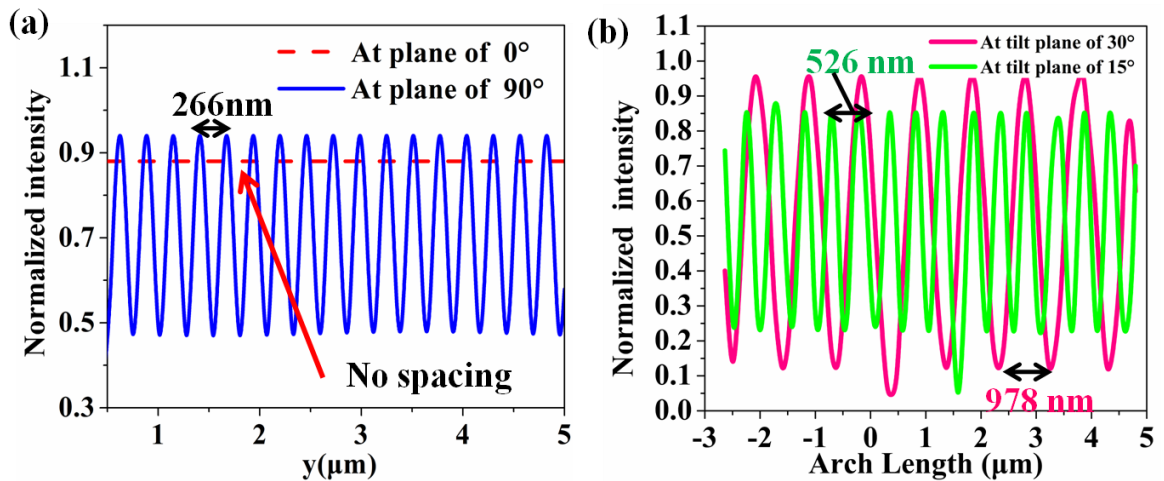 (a)
At plane of 0°
At plane of 90°
266nm
No spacing
Normalized intensity
1.1
0.9
0.7
0.5
0.3
1 2 3 4 5
y(μm)
(b)
At tilt plane of 30°
At tilt plane of 15°
526 nm
978 nm
Normalized intensity
1.1
1.0
0.9
0.8
0.7
0.6
0.5
0.4
0.3
0.2
0.1
0.0
-3 -2 -1 0 1 2 3 4 5
Arch Length (μm)